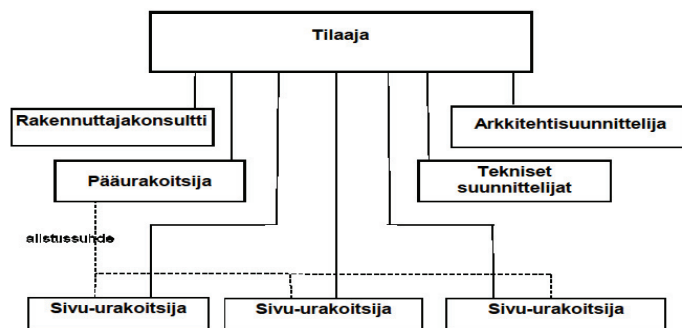 Tilaaja
Rakennuttajakonsultti
Arkkitehtisuunnittelija
Pääurakoitsija
Tekniset
suunnittelijat
alistussuhde
Sivu-urakoitsija
Sivu-urakoitsija
Sivu-urakoitsija